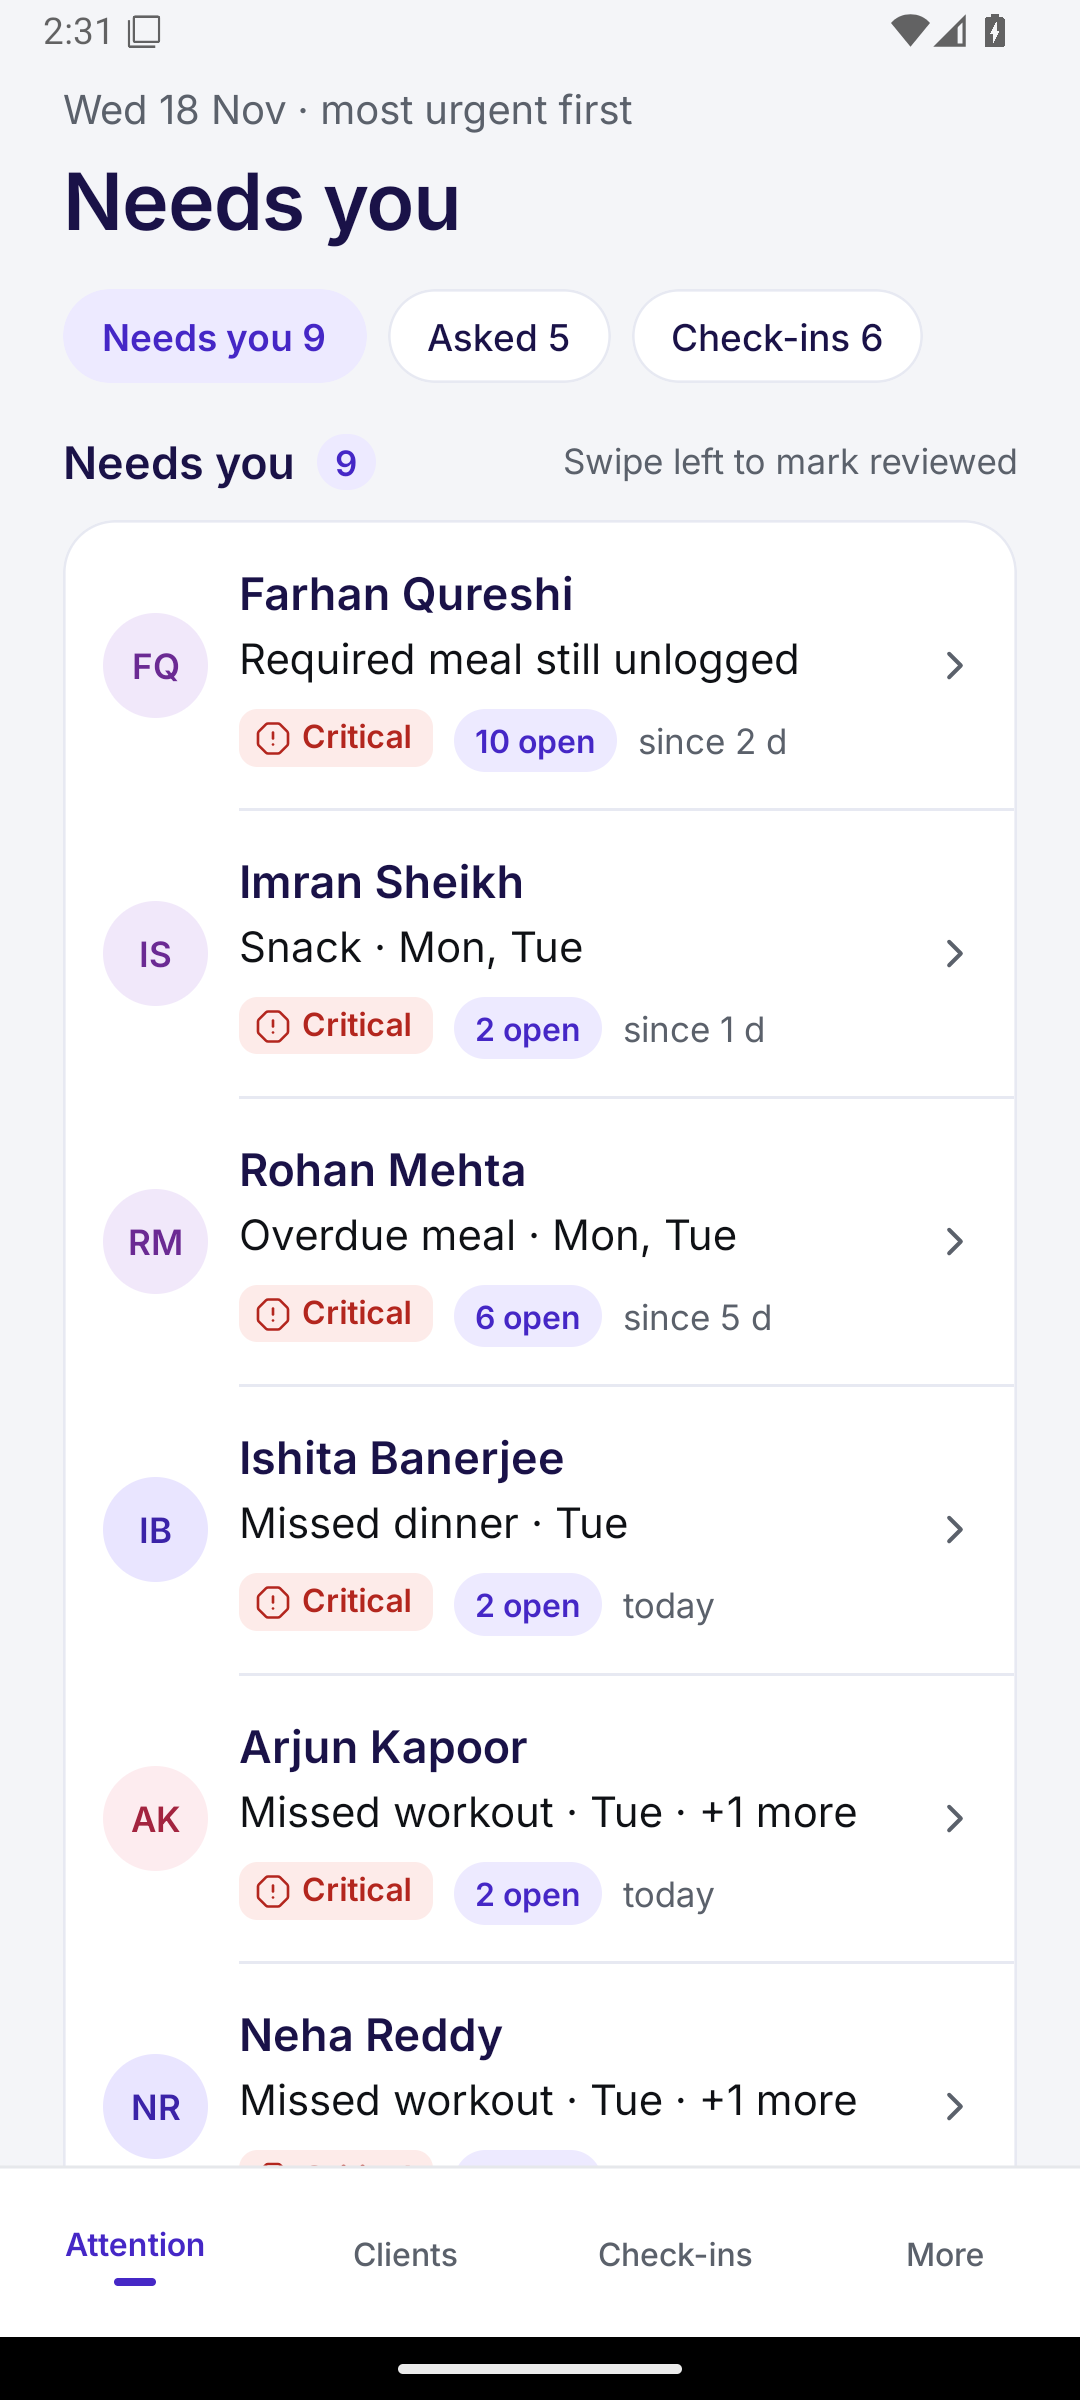 2:31
Wed 18 Nov · most urgent first
Needs you
Needs you 9
Asked 5
Check-ins 6
Needs you 9
Swipe left to mark reviewed
Farhan Qureshi
FQ
Required meal still unlogged
Critical
10 open
since 2 d
Imran Sheikh
IS
Snack · Mon, Tue
Critical
2 open
since 1 d
Rohan Mehta
RM
Overdue meal · Mon, Tue
Critical
6 open
since 5 d
Ishita Banerjee
IB
Missed dinner · Tue
Critical
2 open
today
Arjun Kapoor
AK
Missed workout · Tue · +1 more
Critical
2 open
today
Neha Reddy
NR
Missed workout · Tue · +1 more
Attention
Clients
Check-ins
More